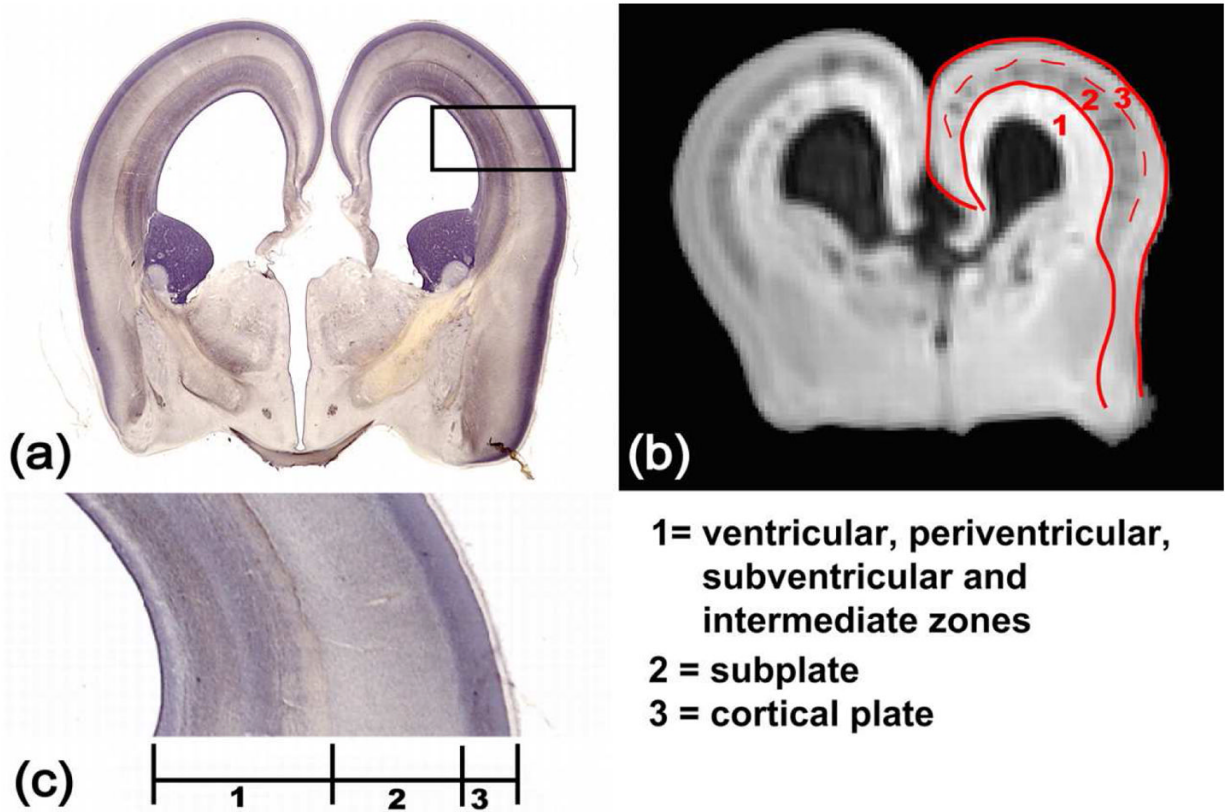 2
3
1
(a)
(b)
1= ventricular, periventricular,
subventricular and
intermediate zones
2 = subplate
3 = cortical plate
(c)
1
2
3